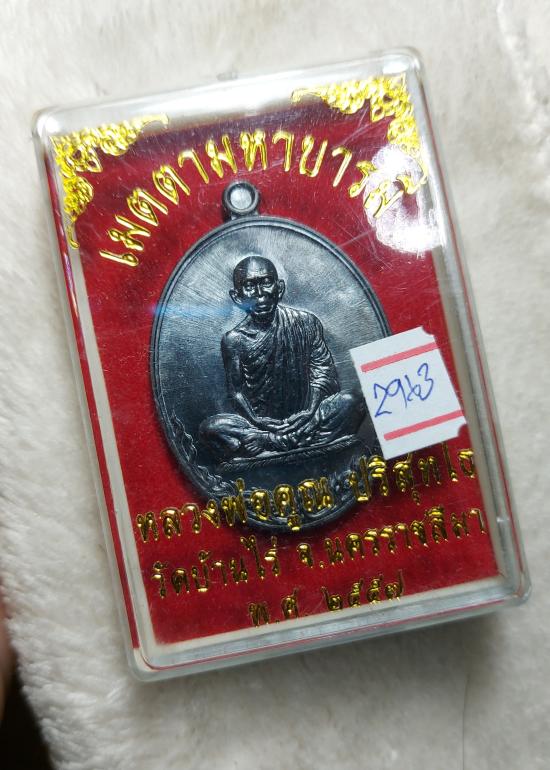 เมตตามหาบารมี
2963
หลวงพ่อคูณ ปริสุทโธ
วัดบ้านไร่ จ.นครราชสีมา
พ.ศ. ๒๕๕๗